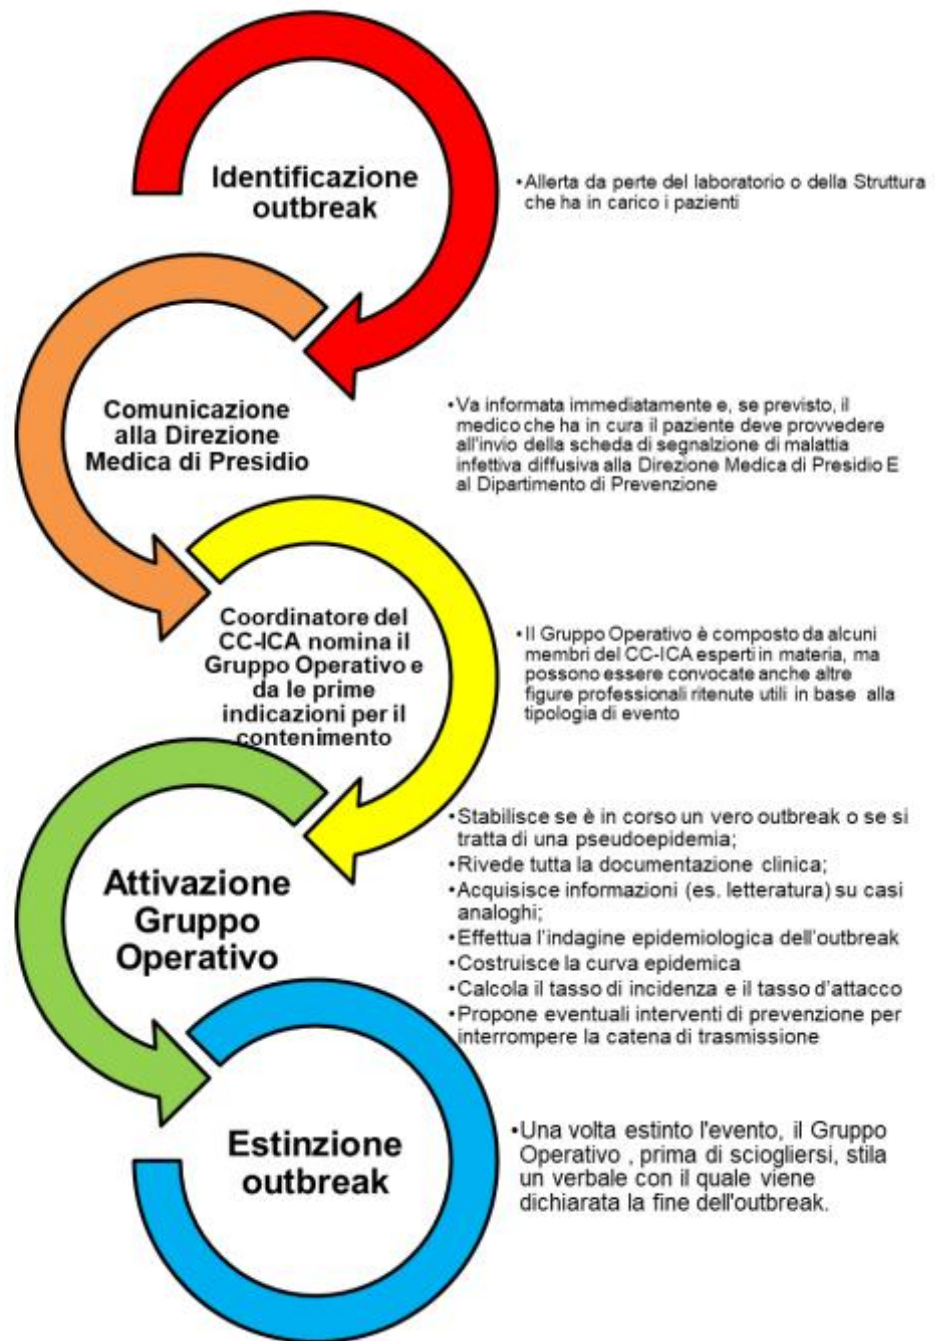 Identificazione
outbreak
•Allerta da perte del laboratorio o della Struttura
che ha in carico i pazienti
Comunicazione
alla Direzione
Medica di Presidio
•Va informata immediatamente e, se previsto, il
medico che ha in cura il paziente deve provvedere
all'invio della scheda di segnalzione di malattia
infettiva diffusiva alla Direzione Medica di Presidio E
al Dipartimento di Prevenzione
Coordinatore del
CC-ICA nomina il
Gruppo Operativo e
da le prime
indicazioni per il
contenimento
•Il Gruppo Operativo è composto da alcuni
membri del CC-ICA esperti in materia, ma
possono essere convocate anche altre
figure professionali ritenute utili in base alla
tipologia di evento
Attivazione
Gruppo
Operativo
•Stabilisce se è in corso un vero outbreak o se si
tratta di una pseudoepidemia;
•Rivede tutta la documentazione clinica;
•Acquisisce informazioni (es. letteratura) su casi
analoghi;
•Effettua l'indagine epidemiologica dell'outbreak
•Costruisce la curva epidemica
•Calcola il tasso di incidenza e il tasso d'attacco
•Propone eventuali interventi di prevenzione per
interrompere la catena di trasmissione
Estinzione
outbreak
•Una volta estinto l'evento, il Gruppo
Operativo , prima di sciogliersi, stila
un verbale con il quale viene
dichiarata la fine dell'outbreak.